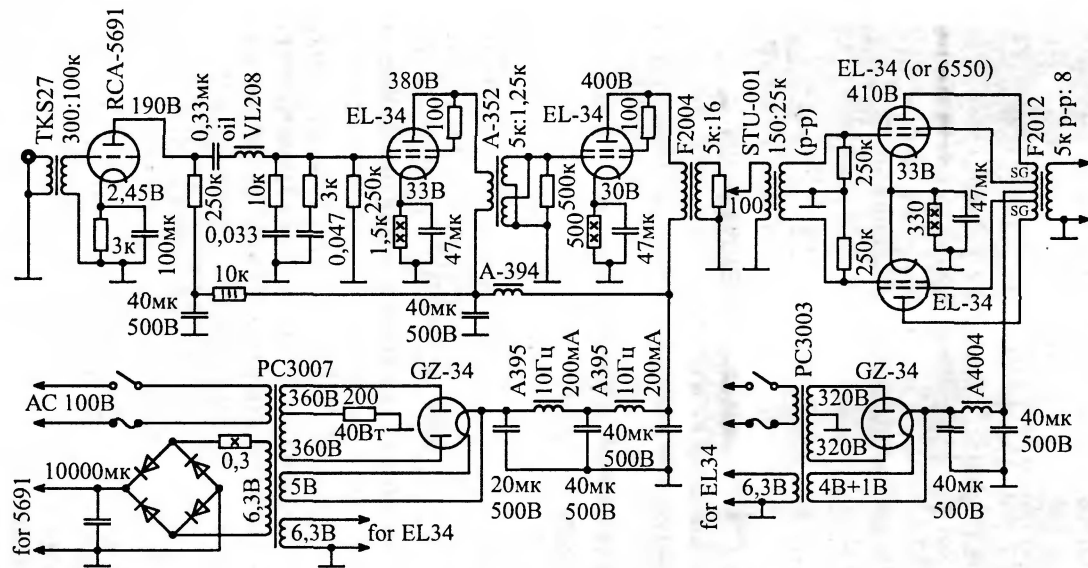 TKS27
300:100к
RCA-5691
190В
2,45В
3к
100мк
250к
0,33мк
oil
VL208
10к
0,033
3к
0,047
250к
EL-34
380В
100
33В
1,5к
47мк
A-352
5к:1,25к
500к
EL-34
400В
100
30В
500
47мк
F2004
5к:16
100
STU-001
150:25к
(p-p)
250к
250к
EL-34 (or 6550)
410В
33В
330
47мк
SG
SG
EL-34
F2012
5к p-p: 8
10к
40мк
500В
40мк
500В
A-394
AC 100В
PC3007
360В
200
40Вт
360В
5В
6,3В
for EL34
GZ-34
A395
10Гц
200мА
A395
10Гц
200мА
20мк
500В
40мк
500В
40мк
500В
0,3
6,3В
10000мк
for 5691
PC3003
320В
320В
6,3В
4В+1В
for EL34
GZ-34
A4004
40мк
500В
40мк
500В